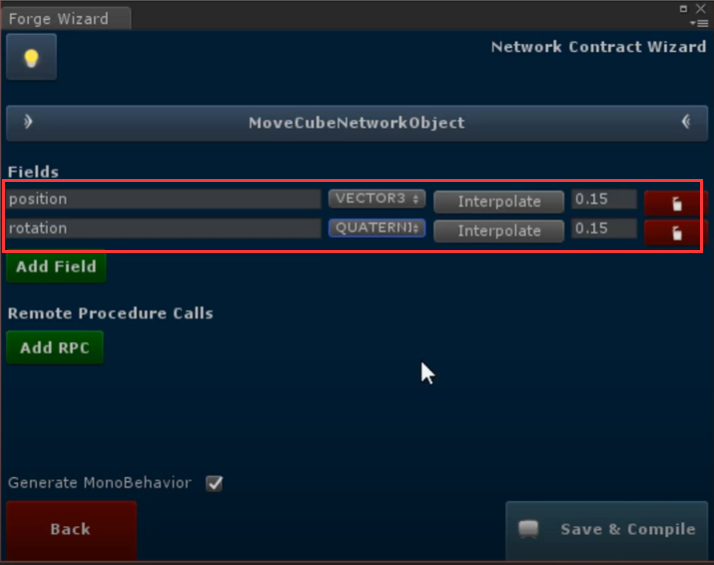 Forge Wizard
Network Contract Wizard
MoveCubeNetworkObject
Fields
position VECTOR3 Interpolate 0.15
rotation QUATERNI Interpolate 0.15
Add Field
Remote Procedure Calls
Add RPC
Generate MonoBehavior
Back Save & Compile